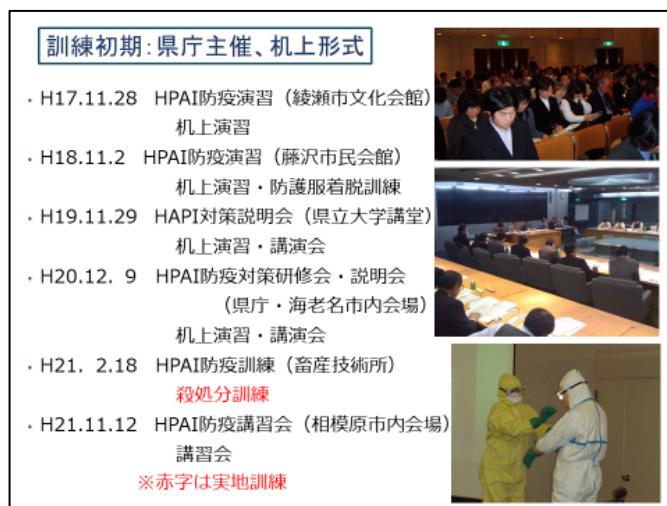 訓練初期：県庁主催、机上形式
・H17.11.28 HPAI防疫演習（綾瀬市文化会館）
机上演習
・H18.11.2 HPAI防疫演習（藤沢市民会館）
机上演習・防護服着脱訓練
・H19.11.29 HAPI対策説明会（県立大学講堂）
机上演習・講演会
・H20.12. 9 HPAI防疫対策研修会・説明会
（県庁・海老名市内会場）
机上演習・講演会
・H21. 2.18 HPAI防疫訓練（畜産技術所）
殺処分訓練
・H21.11.12 HPAI防疫講習会（相模原市内会場）
講習会
※赤字は実地訓練